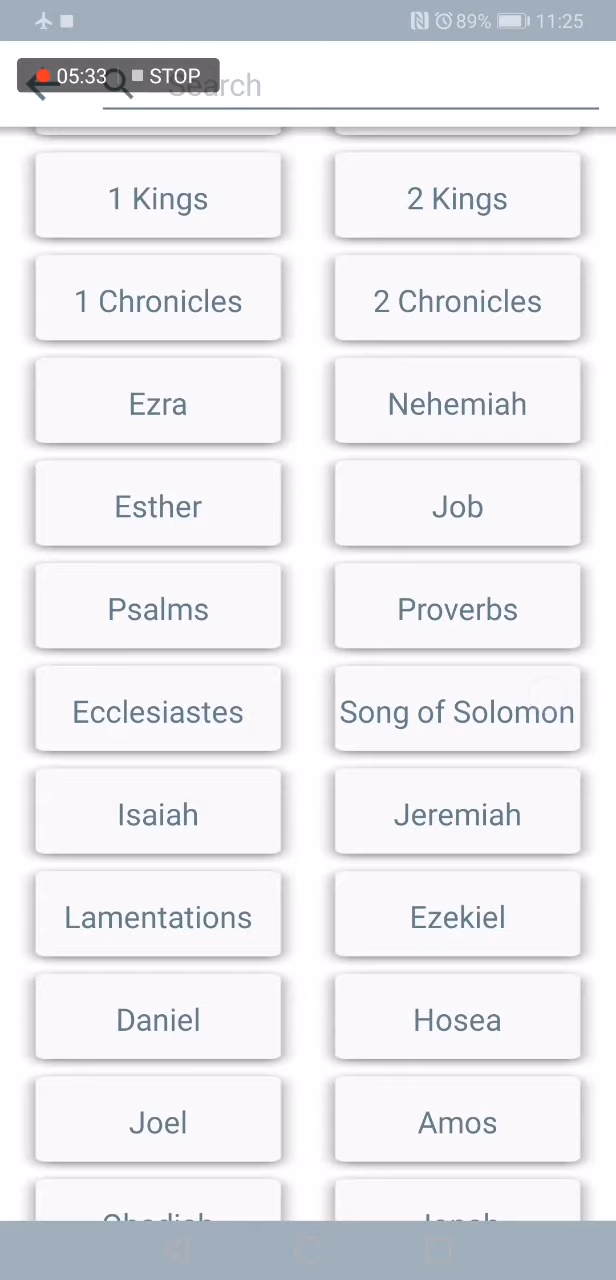 89% 11:25
05:33 STOP Search
1 Kings 2 Kings
1 Chronicles 2 Chronicles
Ezra Nehemiah
Esther Job
Psalms Proverbs
Ecclesiastes Song of Solomon
Isaiah Jeremiah
Lamentations Ezekiel
Daniel Hosea
Joel Amos